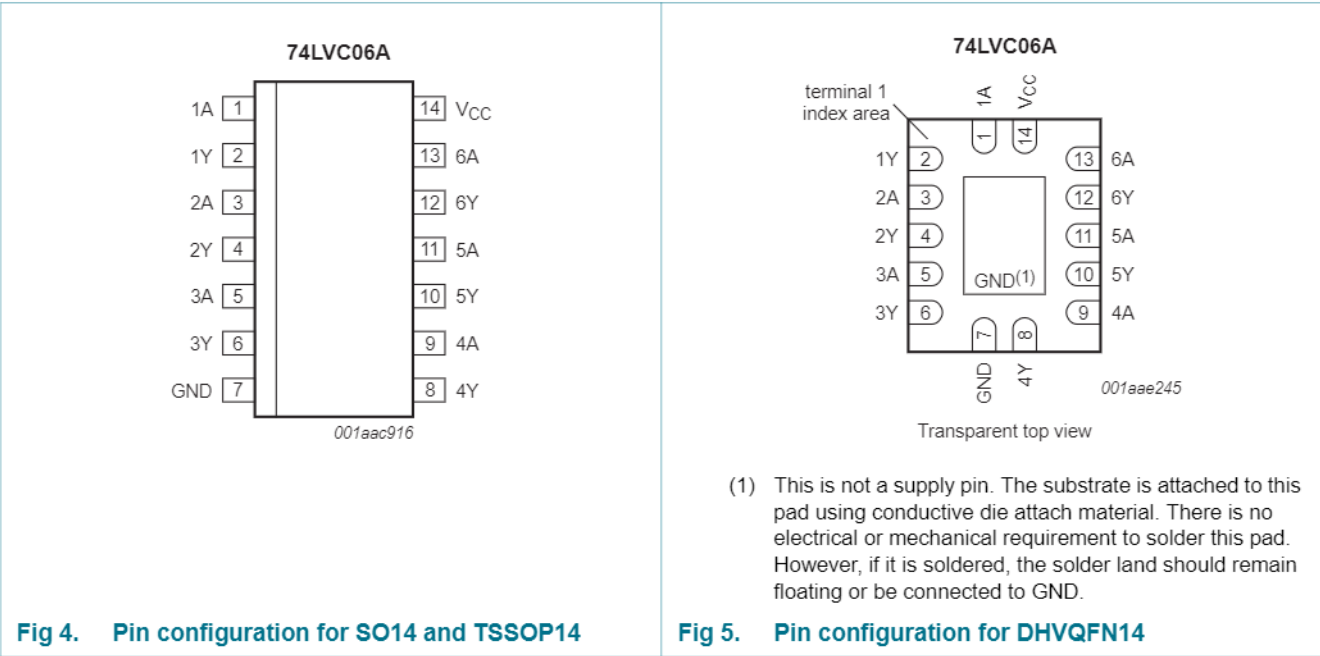 74LVC06A
1A 1 14 VCC
1Y 2 13 6A
2A 3 12 6Y
2Y 4 11 5A
3A 5 10 5Y
3Y 6 9 4A
GND 7 8 4Y
001aac916
Fig 4. Pin configuration for SO14 and TSSOP14
74LVC06A
terminal 1
index area
1A VCC
1 14
1Y 2 13 6A
2A 3 12 6Y
2Y 4 11 5A
3A 5 GND(1) 10 5Y
3Y 6 9 4A
7 8
GND 4Y
001aae245
Transparent top view
(1) This is not a supply pin. The substrate is attached to this
pad using conductive die attach material. There is no
electrical or mechanical requirement to solder this pad.
However, if it is soldered, the solder land should remain
floating or be connected to GND.
Fig 5. Pin configuration for DHVQFN14